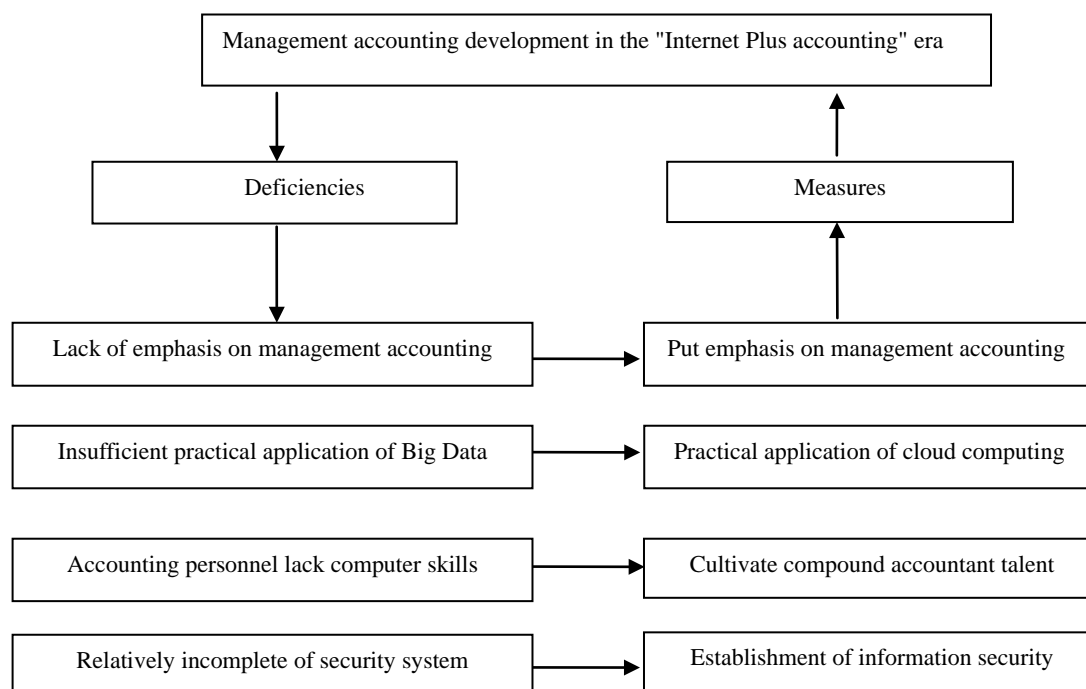 Management accounting development in the "Internet Plus accounting" era
Deficiencies
Measures
Lack of emphasis on management accounting
Put emphasis on management accounting
Insufficient practical application of Big Data
Practical application of cloud computing
Accounting personnel lack computer skills
Cultivate compound accountant talent
Relatively incomplete of security system
Establishment of information security